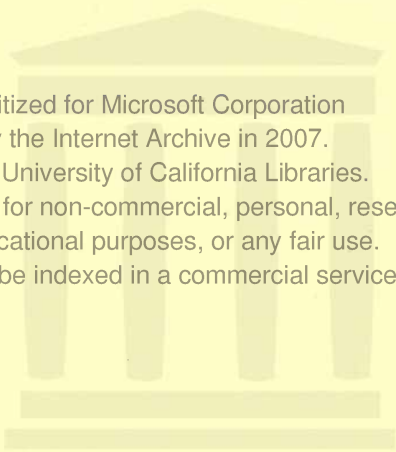 itized for Microsoft Corporation
the Internet Archive in 2007.
University of California Libraries.
for non-commercial, personal, rese
cational purposes, or any fair use.
be indexed in a commercial service